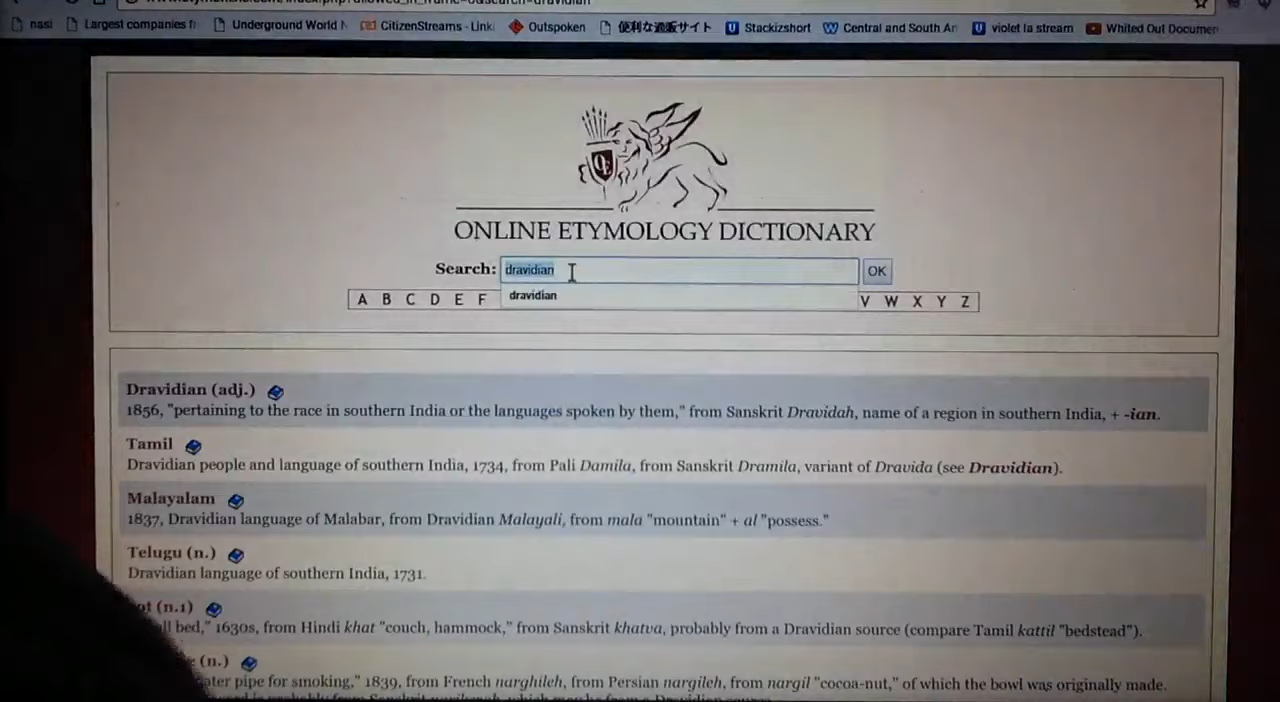 nasi Largest companies fr Underground World N CitizenStreams - Link Outspoken 便利な通販サイト Stackizshort Central and South Am violet la stream Whited Out Documen
ONLINE ETYMOLOGY DICTIONARY
Search: dravidian OK
dravidian
A B C D E F V W X Y Z
Dravidian (adj.)
1856, "pertaining to the race in southern India or the languages spoken by them," from Sanskrit Dravidah, name of a region in southern India, + -ian.
Tamil
Dravidian people and language of southern India, 1734, from Pali Damila, from Sanskrit Dramila, variant of Dravida (see Dravidian).
Malayalam
1837, Dravidian language of Malabar, from Dravidian Malayali, from mala "mountain" + al "possess."
Telugu (n.)
Dravidian language of southern India, 1731.
(n.1)
bed," 1630s, from Hindi khat "couch, hammock," from Sanskrit khatva, probably from a Dravidian source (compare Tamil kattil "bedstead").
(n.)
pipe for smoking," 1839, from French narghileh, from Persian nargileh, from nargil "cocoa-nut," of which the bowl was originally made.